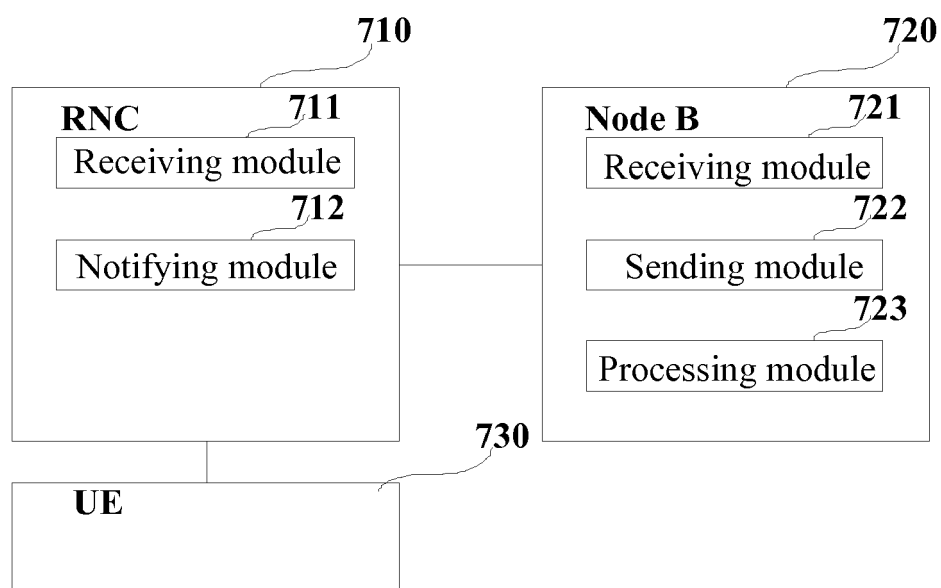 710
RNC
711
Receiving module
712
Notifying module
720
Node B
721
Receiving module
722
Sending module
723
Processing module
730
UE